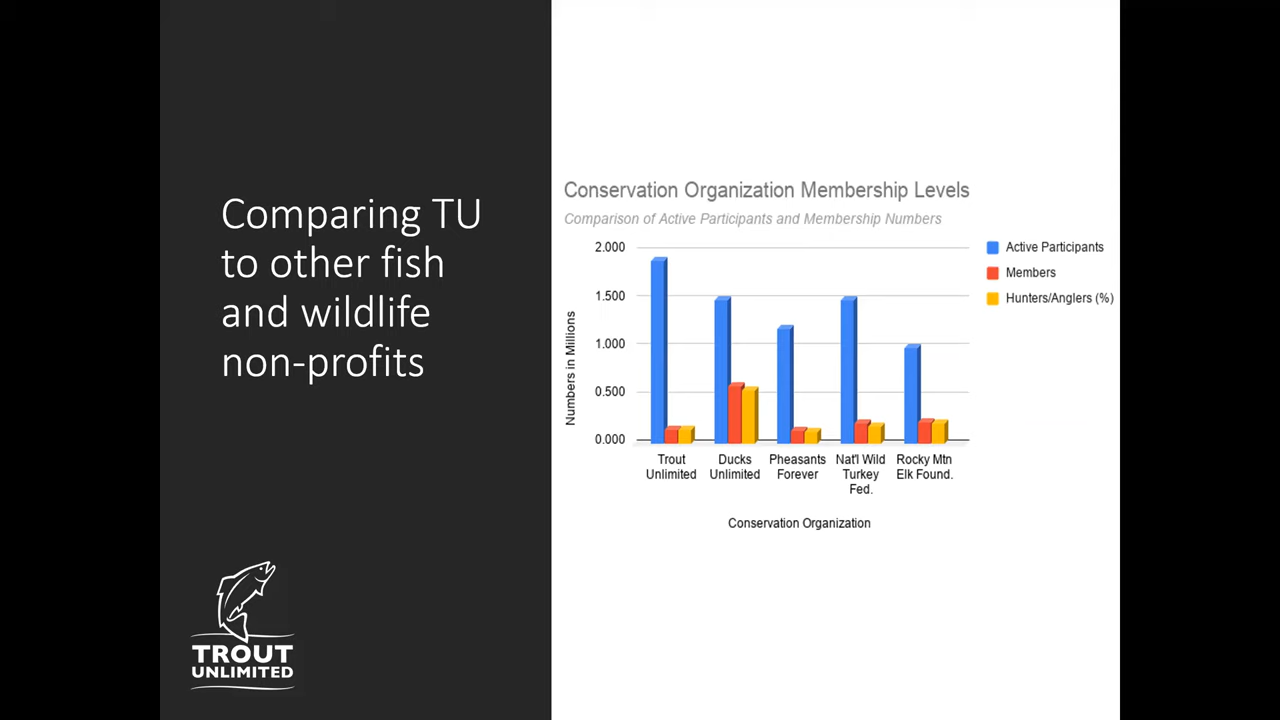 Comparing TU
to other fish
and wildlife
non-profits
TROUT
UNLIMITED
Conservation Organization Membership Levels
Comparison of Active Participants and Membership Numbers
Numbers in Millions
2.000
1.500
1.000
0.500
0.000
Trout
Unlimited
Ducks
Unlimited
Pheasants
Forever
Nat'l Wild
Turkey
Fed.
Rocky Mtn
Elk Found.
Conservation Organization
Active Participants
Members
Hunters/Anglers (%)